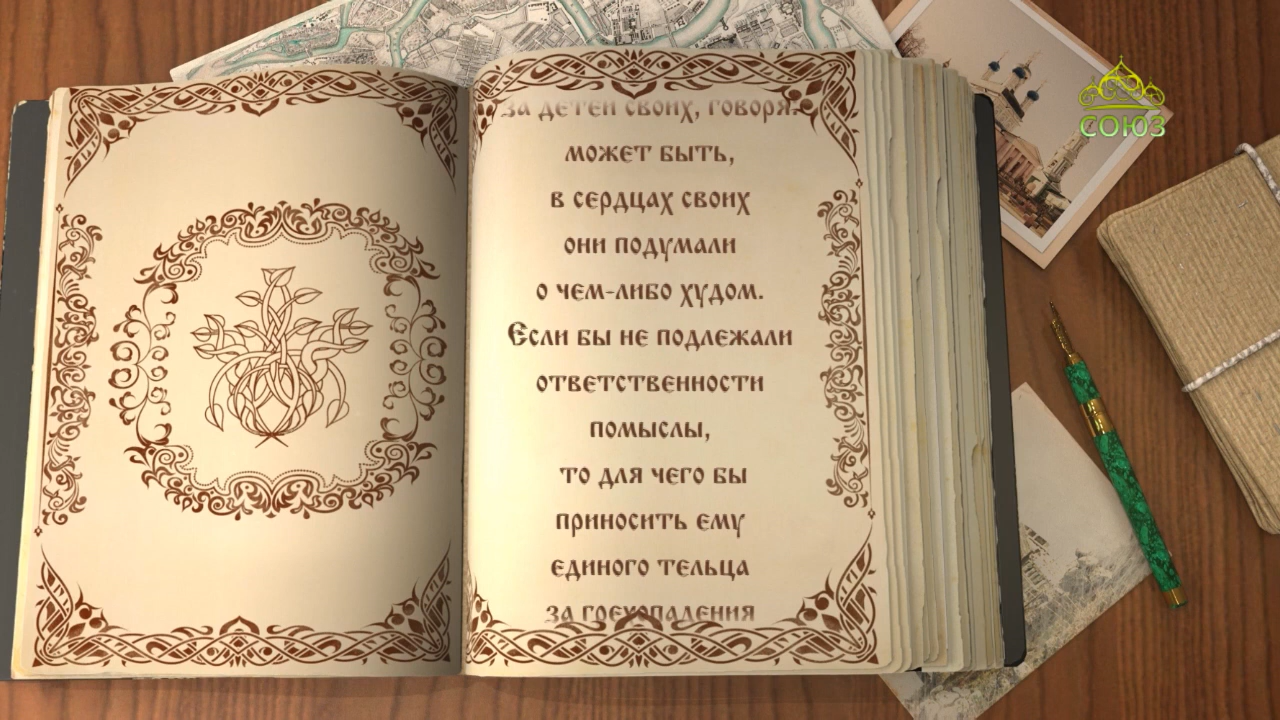 за детей своих, говоря:
может быть,
в сердцах своих
они подумали
о чем-либо худом.
Если бы не подлежали
ответственности
помыслы,
то для чего бы
приносить ему
единого тельца
за грехопадения
СОЮЗ